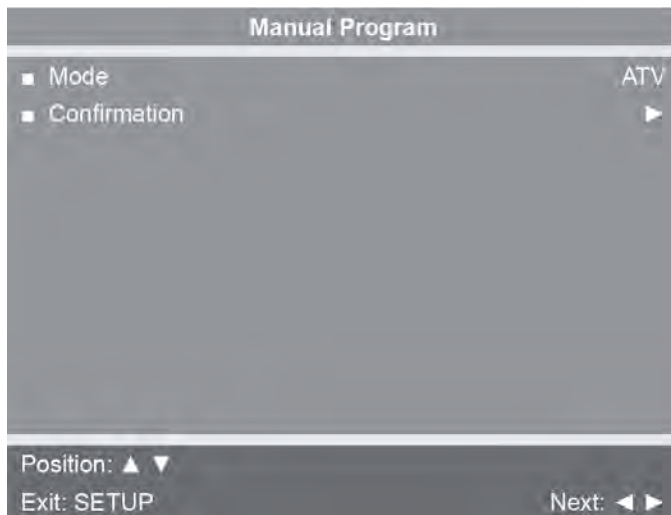 Manual Program
■ Mode ATV
■ Confirmation ►
Position: ▲ ▼
Exit: SETUP Next: ◄ ►